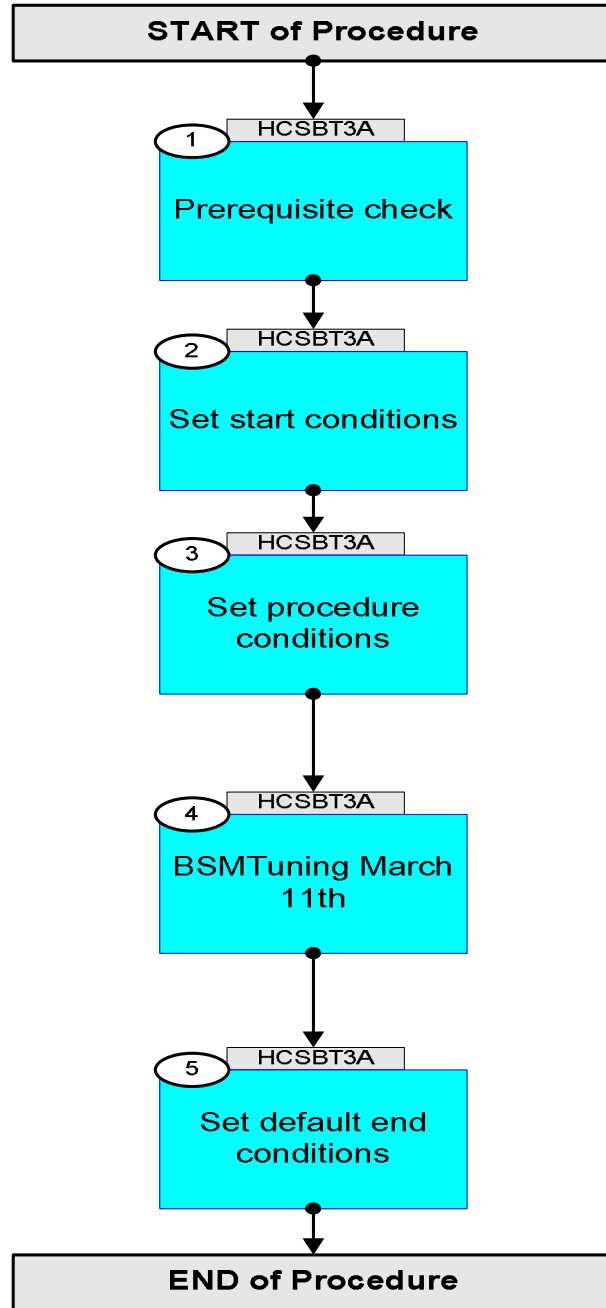 START of Procedure
HCSBT3A
1
Prerequisite check
HCSBT3A
2
Set start conditions
HCSBT3A
3
Set procedure
conditions
HCSBT3A
4
BSMTuning March
11th
HCSBT3A
5
Set default end
conditions
END of Procedure